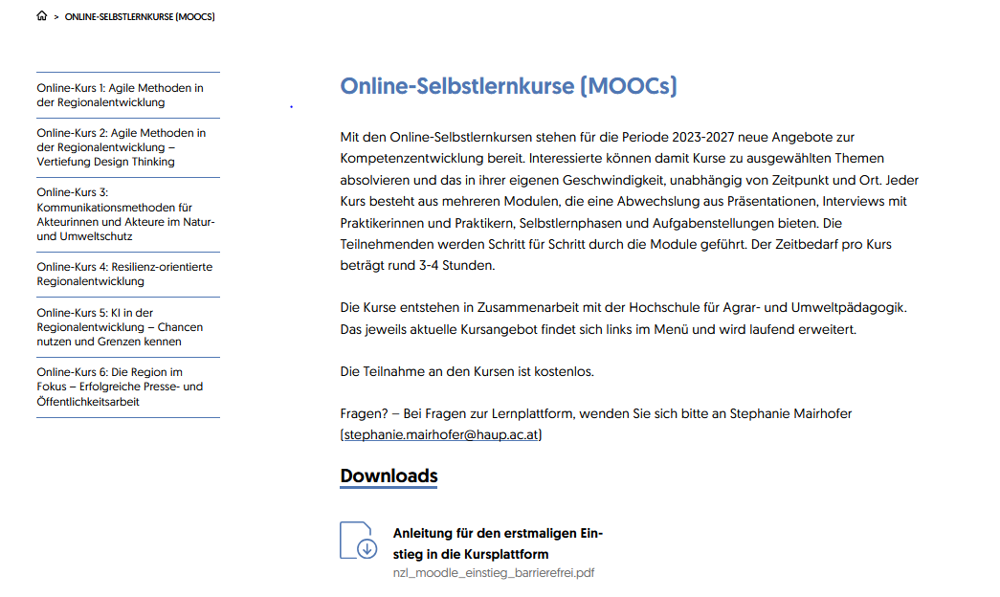 > ONLINE-SELBSTLERNKURSE (MOOCS)
Online-Kurs 1: Agile Methoden in
der Regionalentwicklung
Online-Kurs 2: Agile Methoden in
der Regionalentwicklung –
Vertiefung Design Thinking
Online-Kurs 3:
Kommunikationsmethoden für
Akteurinnen und Akteure im Natur-
und Umweltschutz
Online-Kurs 4: Resilienz-orientierte
Regionalentwicklung
Online-Kurs 5: KI in der
Regionalentwicklung – Chancen
nutzen und Grenzen kennen
Online-Kurs 6: Die Region im
Fokus – Erfolgreiche Presse- und
Öffentlichkeitsarbeit
Online-Selbstlernkurse (MOOCs)
Mit den Online-Selbstlernkursen stehen für die Periode 2023-2027 neue Angebote zur
Kompetenzentwicklung bereit. Interessierte können damit Kurse zu ausgewählten Themen
absolvieren und das in ihrer eigenen Geschwindigkeit, unabhängig von Zeitpunkt und Ort. Jeder
Kurs besteht aus mehreren Modulen, die eine Abwechslung aus Präsentationen, Interviews mit
Praktikerinnen und Praktikern, Selbstlernphasen und Aufgabenstellungen bieten. Die
Teilnehmenden werden Schritt für Schritt durch die Module geführt. Der Zeitbedarf pro Kurs
beträgt rund 3-4 Stunden.
Die Kurse entstehen in Zusammenarbeit mit der Hochschule für Agrar- und Umweltpädagogik.
Das jeweils aktuelle Kursangebot findet sich links im Menü und wird laufend erweitert.
Die Teilnahme an den Kursen ist kostenlos.
Fragen? – Bei Fragen zur Lernplattform, wenden Sie sich bitte an Stephanie Mairhofer
(stephanie.mairhofer@haup.ac.at)
Downloads
Anleitung für den erstmaligen Ein-
stieg in die Kursplattform
nzl_moodle_einstieg_barrierefrei.pdf